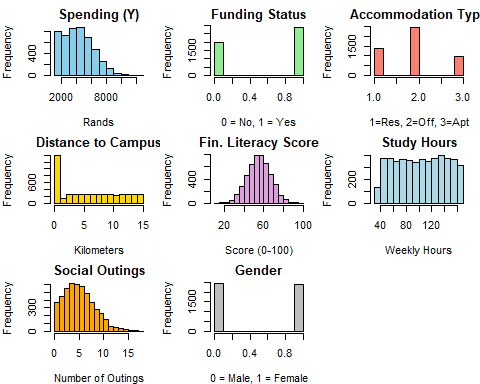 Spending (Y)
Frequency
0 400
2000 8000
Rands
Funding Status
Frequency
0 1500
0.0 0.4 0.8
0 = No, 1 = Yes
Accommodation Typ
Frequency
0 1500
1.0 2.0 3.0
1=Res, 2=Off, 3=Apt
Distance to Campus
Frequency
0 600
0 5 10 15
Kilometers
Fin. Literacy Score
Frequency
0 400
20 60 100
Score (0-100)
Study Hours
Frequency
0 200
40 80 120
Weekly Hours
Social Outings
Frequency
0 300
0 5 10 15
Number of Outings
Gender
Frequency
0 1500
0.0 0.4 0.8
0 = Male, 1 = Female